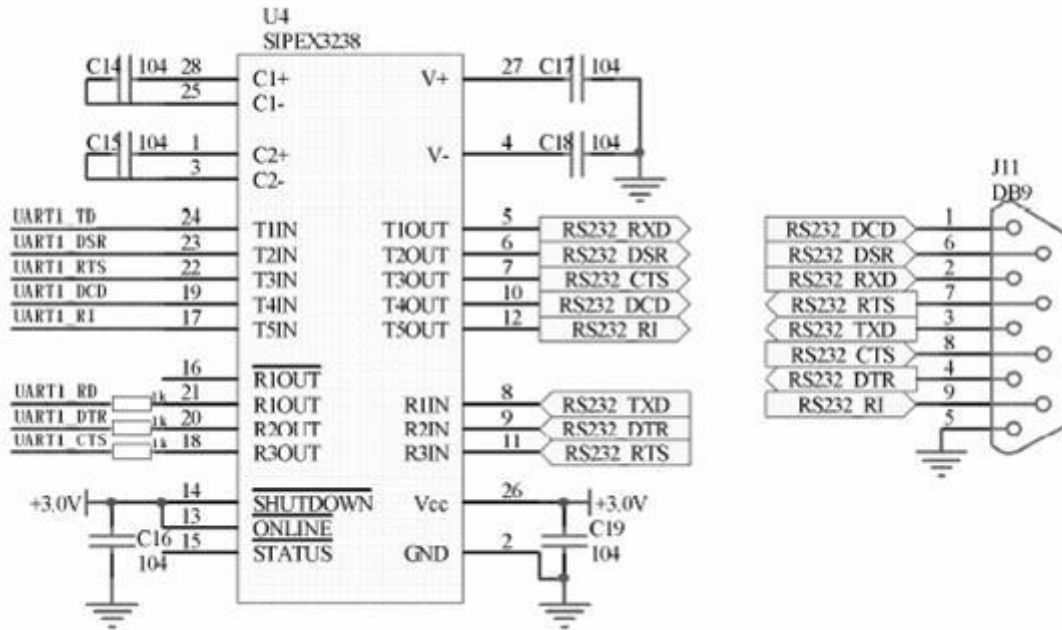 U4
SIPEX3238
C14 104 28 C1+ V+ 27 C17 104
25 C1-
C15 104 1 C2+ V- 4 C18 104
3 C2-
J11
DB9
UART1_TD 24 T1IN T1OUT 5 RS232_RXD RS232_DCD 1
UART1_DSR 23 T2IN T2OUT 6 RS232_DSR RS232_DSR 6
UART1_RTS 22 T3IN T3OUT 7 RS232_CTS RS232_RXD 2
UART1_DCD 19 T4IN T4OUT 10 RS232_DCD RS232_RTS 7
UART1_RI 17 T5IN T5OUT 12 RS232_RI RS232_TXD 3
RS232_CTS 8
16 R1OUT RS232_DTR 4
UART1_RD 1k 21 R1OUT R1IN 8 RS232_TXD RS232_RI 9
UART1_DTR 1k 20 R2OUT R2IN 9 RS232_DTR 5
UART1_CTS 1k 18 R3OUT R3IN 11 RS232_RTS
+3.0V 14 SHUTDOWN Vcc 26 +3.0V
13 ONLINE
C16 15 STATUS GND 2 C19
104 104